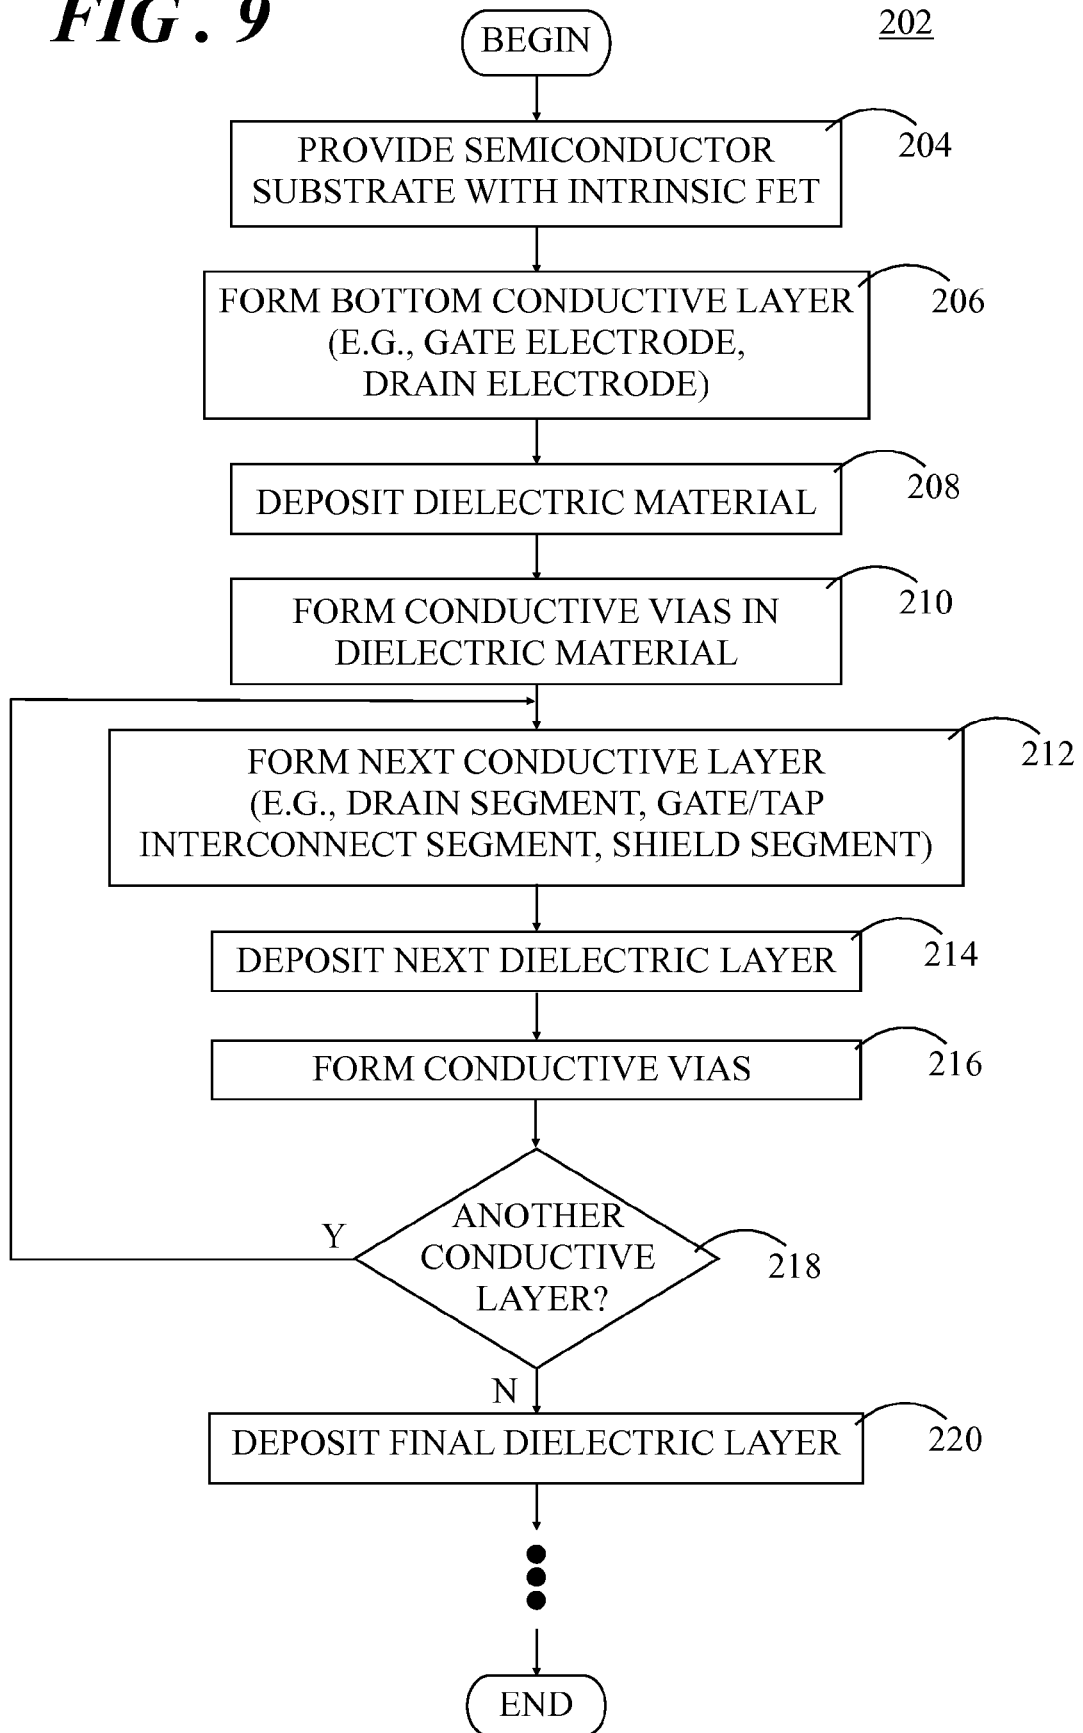 FIG. 9
202
BEGIN
PROVIDE SEMICONDUCTOR
SUBSTRATE WITH INTRINSIC FET
204
FORM BOTTOM CONDUCTIVE LAYER
(E.G., GATE ELECTRODE,
DRAIN ELECTRODE)
206
DEPOSIT DIELECTRIC MATERIAL
208
FORM CONDUCTIVE VIAS IN
DIELECTRIC MATERIAL
210
FORM NEXT CONDUCTIVE LAYER
(E.G., DRAIN SEGMENT, GATE/TAP
INTERCONNECT SEGMENT, SHIELD SEGMENT)
212
DEPOSIT NEXT DIELECTRIC LAYER
214
FORM CONDUCTIVE VIAS
216
Y
ANOTHER
CONDUCTIVE
LAYER?
218
N
DEPOSIT FINAL DIELECTRIC LAYER
220
END